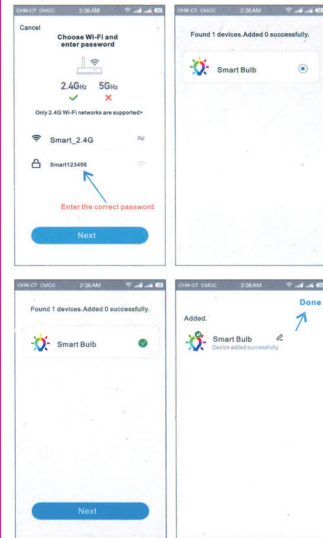 CHN-CT CMCC 2:36AM
Cancel
Choose Wi-Fi and
enter password
2.4GHz 5GHz
Only 2.4G Wi-Fi networks are supported>
Smart_2.4G
Smart123456
Enter the correct password
Next
CHN-CT CMCC 2:36AM
Found 1 devices.Added 0 successfully.
Smart Bulb
CHN-CT CMCC 2:36AM
Found 1 devices.Added 0 successfully.
Smart Bulb
Next
CHN-CT CMCC 2:36AM
Done
Added.
Smart Bulb
Device added successfully